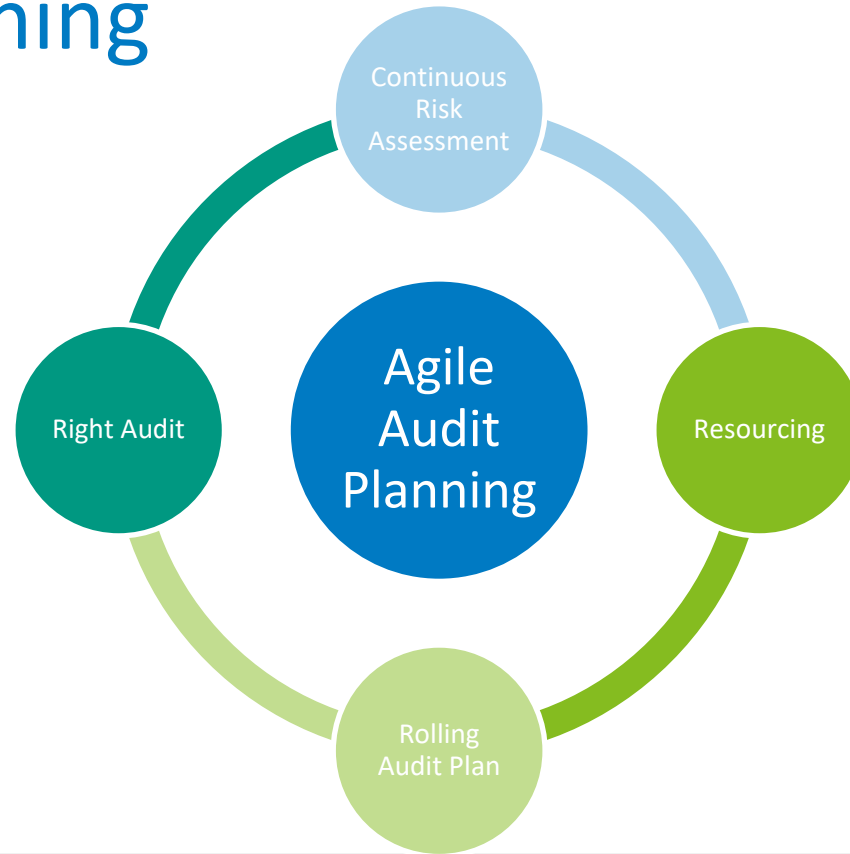 ning
Continuous
Risk
Assessment
Agile
Audit
Planning
Right Audit
Resourcing
Rolling
Audit Plan